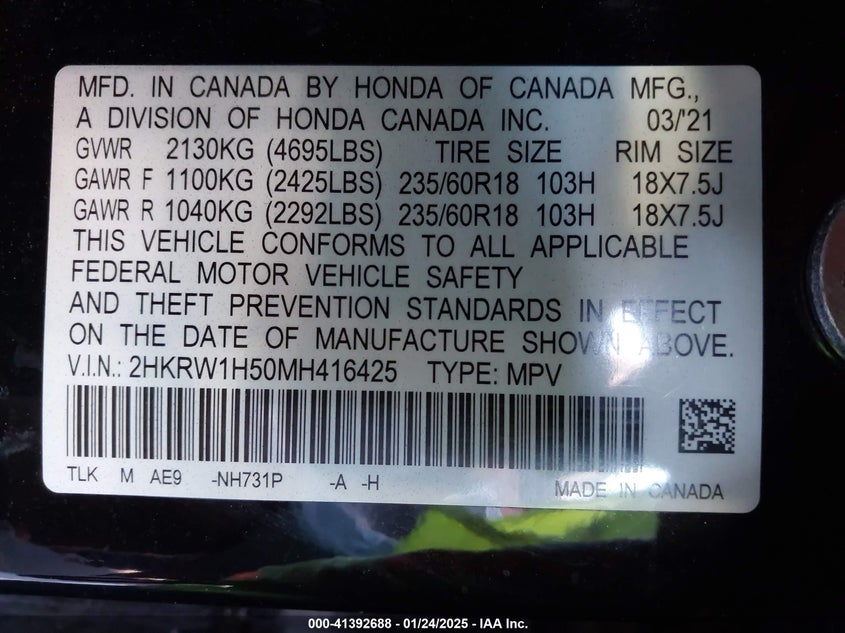 MFD. IN CANADA BY HONDA OF CANADA MFG.,
A DIVISION OF HONDA CANADA INC. 03/'21
GVWR 2130KG (4695LBS) TIRE SIZE RIM SIZE
GAWR F 1100KG (2425LBS) 235/60R18 103H 18X7.5J
GAWR R 1040KG (2292LBS) 235/60R18 103H 18X7.5J
THIS VEHICLE CONFORMS TO ALL APPLICABLE
FEDERAL MOTOR VEHICLE SAFETY
AND THEFT PREVENTION STANDARDS IN EFFECT
ON THE DATE OF MANUFACTURE SHOWN ABOVE.
V.I.N.: 2HKRW1H50MH416425 TYPE: MPV
TLK M AE9 -NH731P -A -H MADE IN CANADA
000-41392688 - 01/24/2025 - IAA Inc.